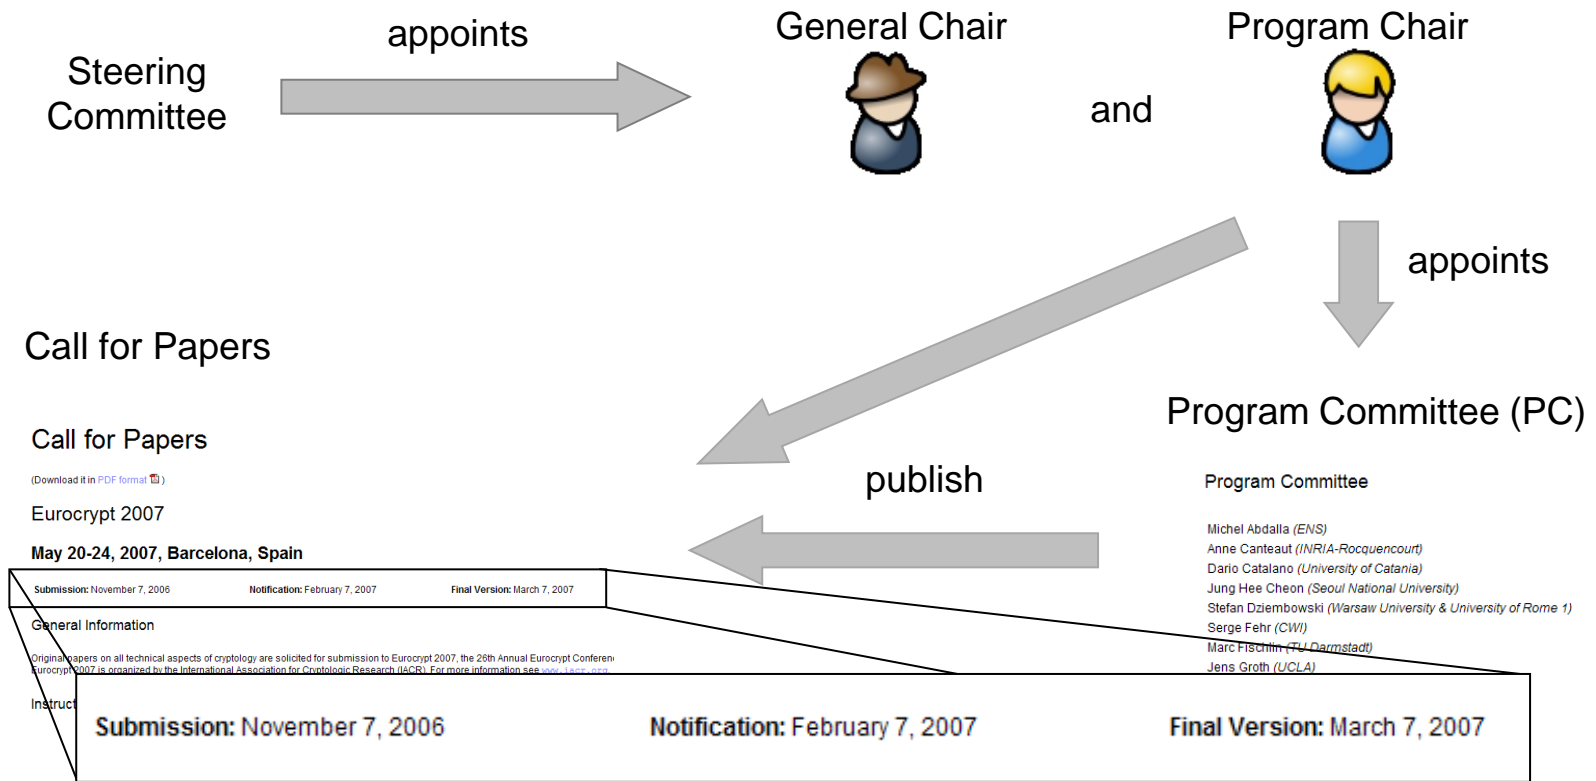 appoints
General Chair
Program Chair
Steering
Committee
and
appoints
Call for Papers
Program Committee (PC)
publish
Call for Papers
(Download it in PDF format )
Eurocrypt 2007
May 20-24, 2007, Barcelona, Spain
Submission: November 7, 2006 Notification: February 7, 2007 Final Version: March 7, 2007
General Information
Original papers on all technical aspects of cryptology are solicited for submission to Eurocrypt 2007, the 26th Annual Eurocrypt
Eurocrypt 2007 is organized by the International Association for Cryptologic Research (IACR). For more information see www.iacr.org.
Program Committee
Michel Abdalla (ENS)
Anne Canteaut (INRIA-Rocquencourt)
Dario Catalano (University of Catania)
Jung Hee Cheon (Seoul National University)
Stefan Dziembowski (Warsaw University & University of Rome 1)
Serge Fehr (CWI)
Marc Fischlin (TU Darmstadt)
Jens Groth (UCLA)
Submission: November 7, 2006 Notification: February 7, 2007 Final Version: March 7, 2007